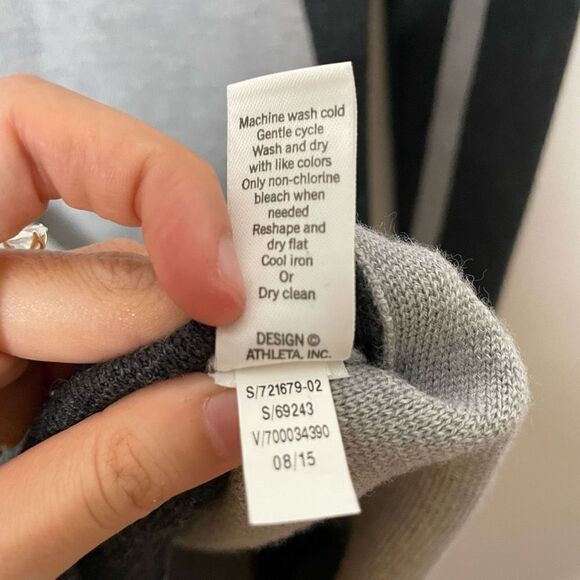 Machine wash cold
Gentle cycle
Wash and dry
with like colors
Only non-chlorine
bleach when
needed
Reshape and
dry flat
Cool iron
Or
Dry clean
DESIGN ©
ATHLETA, INC.
S/721679-02
S/69243
V/700034390
08/15